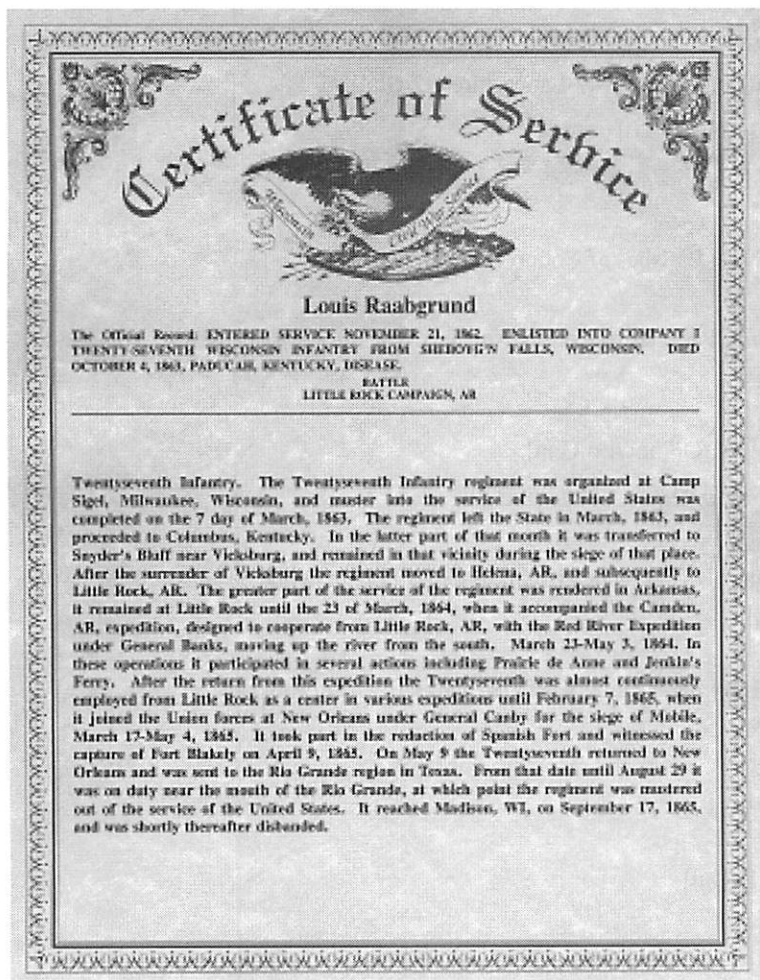 Certificate of Service
Wisconsin Civil War Service
Louis Raabgrund
The Official Record: ENTERED SERVICE NOVEMBER 21, 1862. ENLISTED INTO COMPANY I
TWENTY-SEVENTH WISCONSIN INFANTRY FROM SHEBOYG'N FALLS, WISCONSIN. DIED
OCTOBER 4, 1863, PADUCAH, KENTUCKY, DISEASE.
BATTLE
LITTLE ROCK CAMPAIGN, AR
Twentyseventh Infantry. The Twentyseventh Infantry regiment was organized at Camp
Sigel, Milwaukee, Wisconsin, and muster into the service of the United States was
completed on the 7 day of March, 1863. The regiment left the State in March, 1863, and
proceeded to Columbus, Kentucky. In the latter part of that month it was transferred to
Snyder's Bluff near Vicksburg, and remained in that vicinity during the siege of that place.
After the surrender of Vicksburg the regiment moved to Helena, AR, and subsequently to
Little Rock, AR. The greater part of the service of the regiment was rendered in Arkansas,
it remained at Little Rock until the 23 of March, 1864, when it accompanied the Camden,
AR, expedition, designed to cooperate from Little Rock, AR, with the Red River Expedition
under General Banks, moving up the river from the south, March 23-May 3, 1864. In
these operations it participated in several actions including Prairie de Anne and Jenkin's
Ferry. After the return from this expedition the Twentyseventh was almost continuously
employed from Little Rock as a center in various expeditions until February 7, 1865, when
it joined the Union forces at New Orleans under General Canby for the siege of Mobile,
March 17-May 4, 1865. It took part in the reduction of Spanish Fort and witnessed the
capture of Fort Blakely on April 9, 1865. On May 9 the Twentyseventh returned to New
Orleans and was sent to the Rio Grande region in Texas. From that date until August 29 it
was on duty near the mouth of the Rio Grande, at which point the regiment was mustered
out of the service of the United States. It reached Madison, WI, on September 17, 1865,
and was shortly thereafter disbanded.